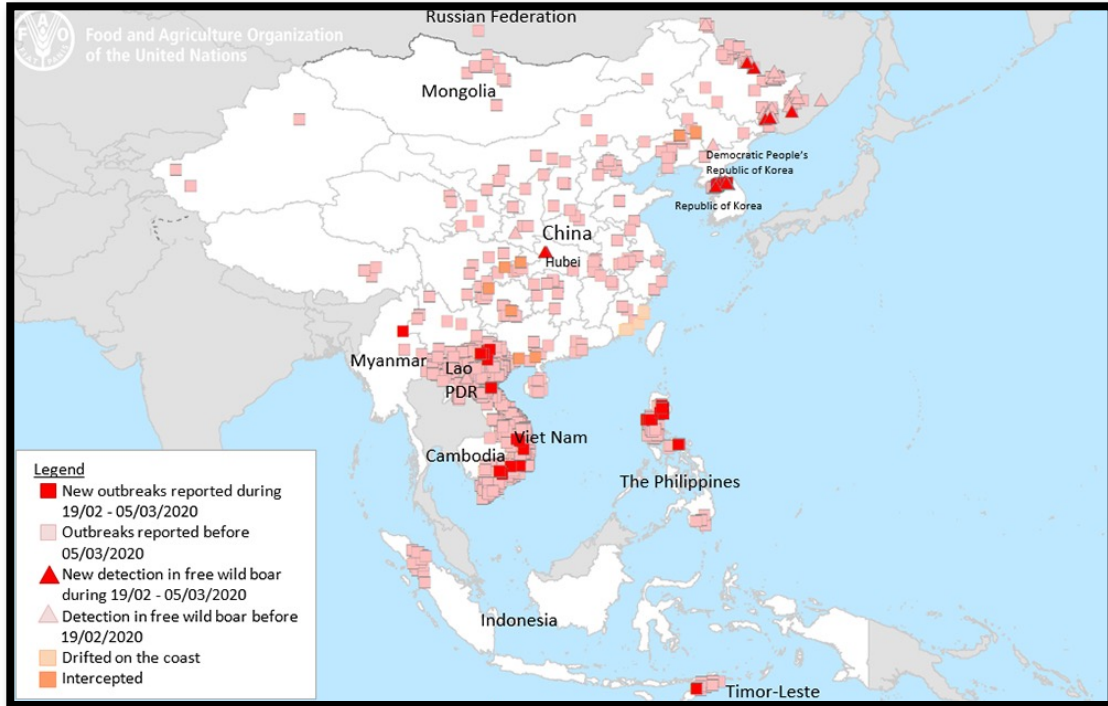 Russian Federation
F A O
FIAT PANIS
Food and Agriculture Organization
of the United Nations
Mongolia
Democratic People's
Republic of Korea
Republic of Korea
China
Hubei
Myanmar
Lao
PDR
Viet Nam
Cambodia
The Philippines
Indonesia
Timor-Leste
Legend
New outbreaks reported during
19/02 - 05/03/2020
Outbreaks reported before
05/03/2020
New detection in free wild boar
during 19/02 - 05/03/2020
Detection in free wild boar before
19/02/2020
Drifted on the coast
Intercepted